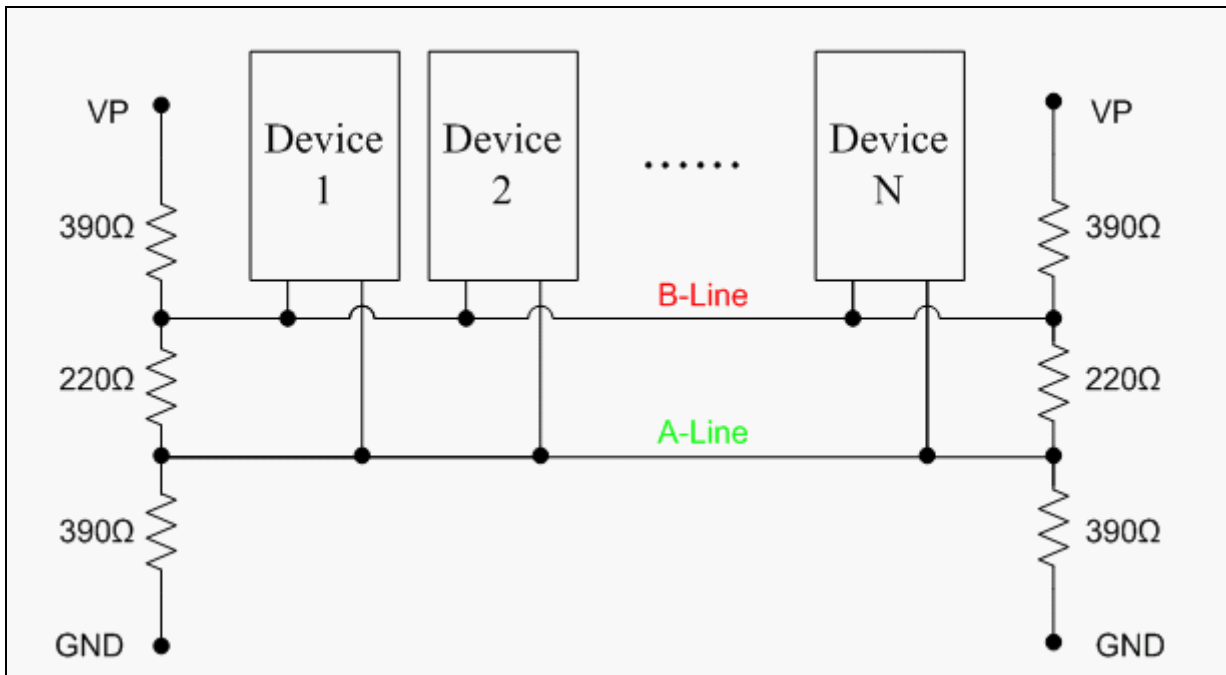 VP
Device
1
Device
2
......
Device
N
VP
390Ω
390Ω
B-Line
220Ω
220Ω
A-Line
390Ω
390Ω
GND
GND